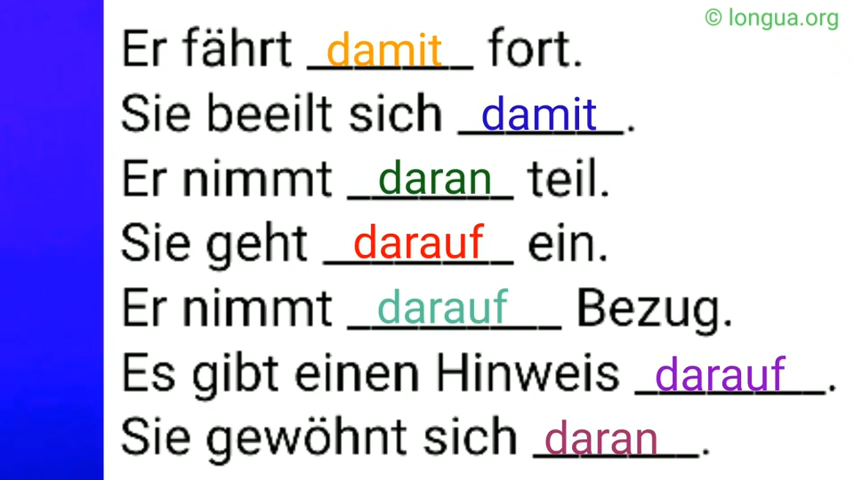 © longua.org
Er fährt damit fort.
Sie beeilt sich damit.
Er nimmt daran teil.
Sie geht darauf ein.
Er nimmt darauf Bezug.
Es gibt einen Hinweis darauf.
Sie gewöhnt sich daran.